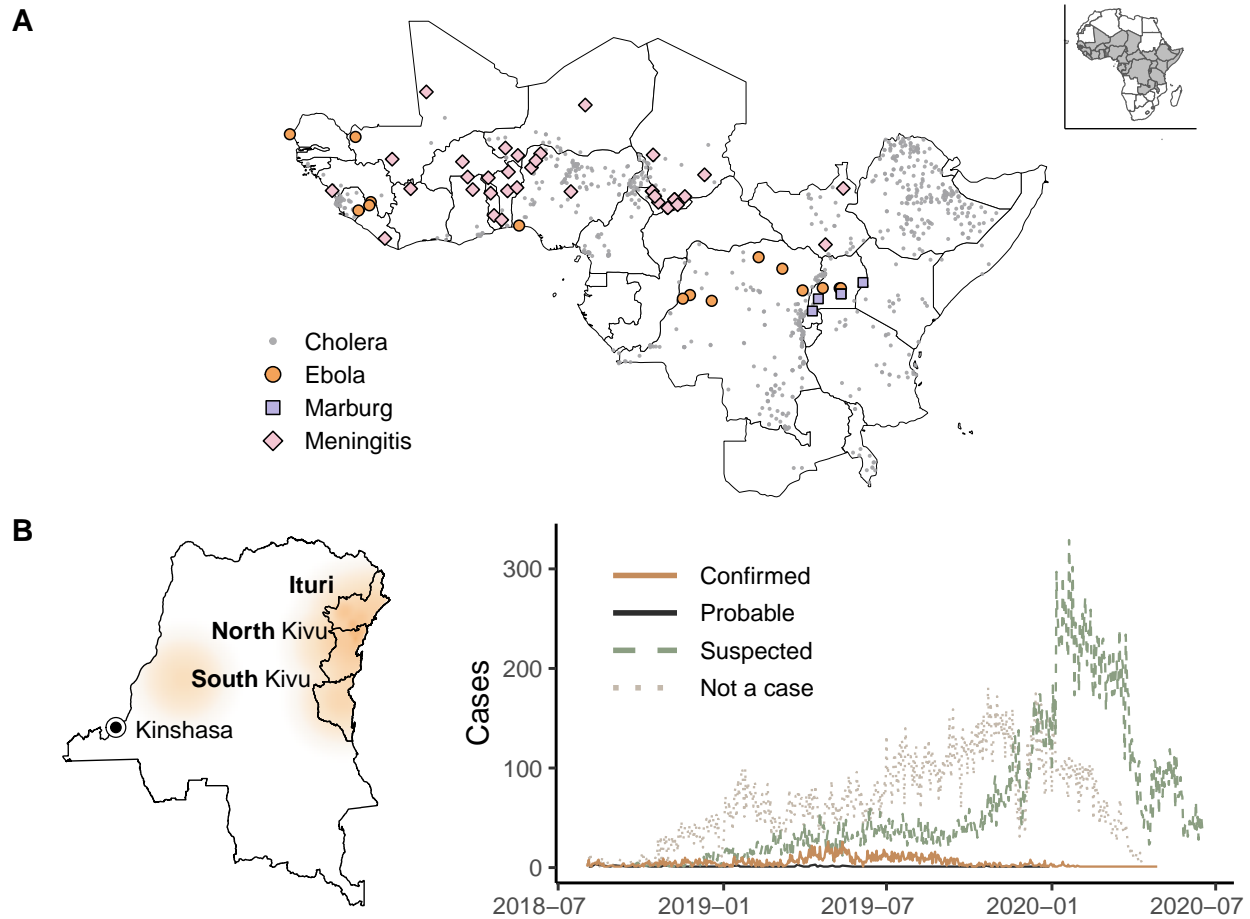 A
Cholera
Ebola
Marburg
Meningitis
B
Ituri
North Kivu
South Kivu
Kinshasa
Cases
300
200
100
0
Confirmed
Probable
Suspected
Not a case
2018–07
2019–01
2019–07
2020–01
2020–07